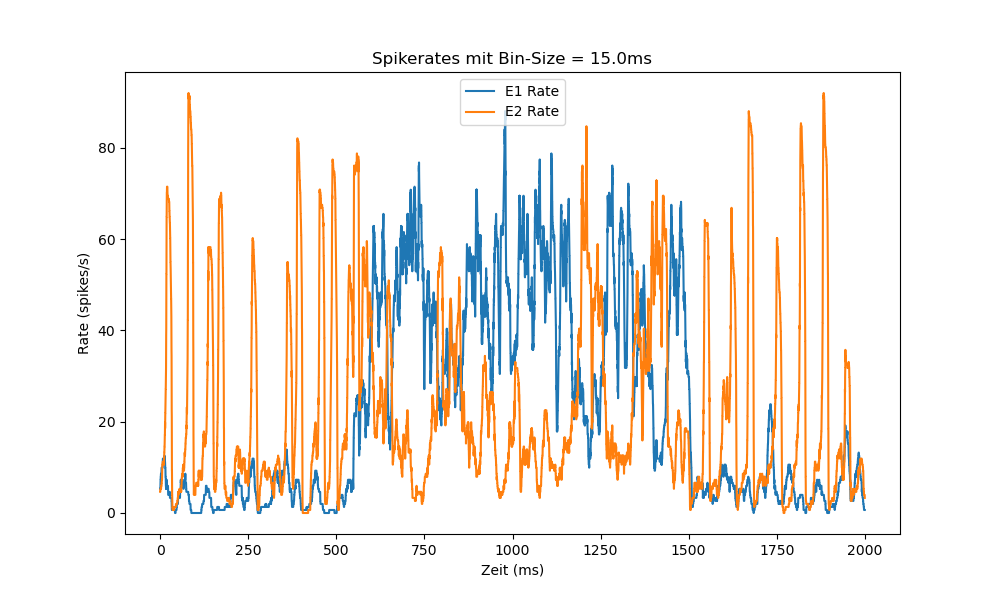 Spikerates mit Bin-Size = 15.0ms
E1 Rate
E2 Rate
Rate (spikes/s)
80
60
40
20
0
0 250 500 750 1000 1250 1500 1750 2000
Zeit (ms)